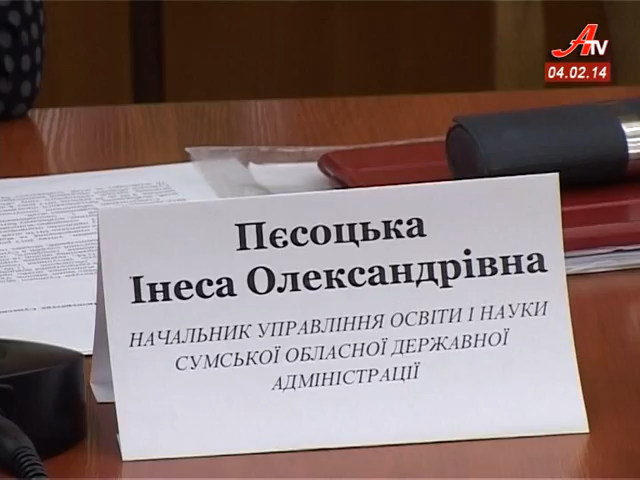 ATV
04.02.14
Пєсоцька
Інеса Олександрівна
НАЧАЛЬНИК УПРАВЛІННЯ ОСВІТИ І НАУКИ
СУМСЬКОЇ ОБЛАСНОЇ ДЕРЖАВНОЇ
АДМІНІСТРАЦІЇ